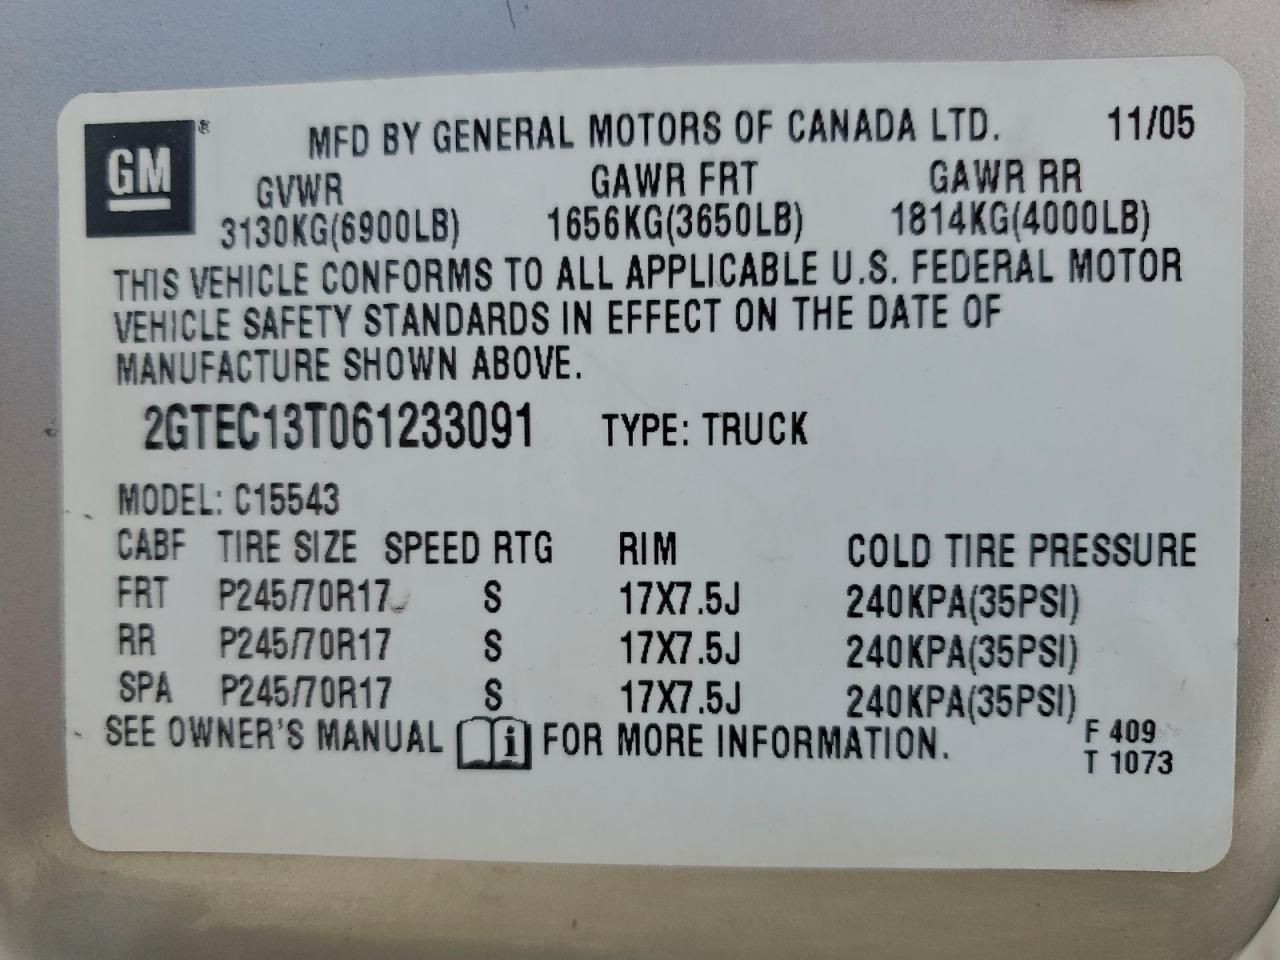 GM ® MFD BY GENERAL MOTORS OF CANADA LTD. 11/05
GVWR GAWR FRT GAWR RR
3130KG(6900LB) 1656KG(3650LB) 1814KG(4000LB)
THIS VEHICLE CONFORMS TO ALL APPLICABLE U.S. FEDERAL MOTOR
VEHICLE SAFETY STANDARDS IN EFFECT ON THE DATE OF
MANUFACTURE SHOWN ABOVE.
2GTEC13T061233091 TYPE: TRUCK
MODEL: C15543
CABF TIRE SIZE SPEED RTG RIM COLD TIRE PRESSURE
FRT P245/70R17 S 17X7.5J 240KPA(35PSI)
RR P245/70R17 S 17X7.5J 240KPA(35PSI)
SPA P245/70R17 S 17X7.5J 240KPA(35PSI)
SEE OWNER'S MANUAL i FOR MORE INFORMATION.
F 409
T 1073